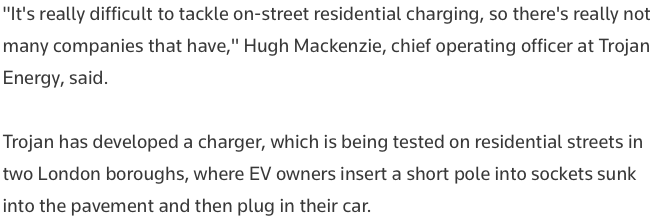 "It's really difficult to tackle on-street residential charging, so there's really not
many companies that have," Hugh Mackenzie, chief operating officer at Trojan
Energy, said.
Trojan has developed a charger, which is being tested on residential streets in
two London boroughs, where EV owners insert a short pole into sockets sunk
into the pavement and then plug in their car.